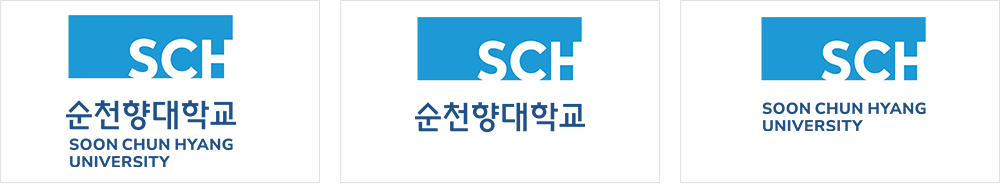 SCH
순천향대학교
SOON CHUN HYANG
UNIVERSITY
SCH
순천향대학교
SCH
SOON CHUN HYANG
UNIVERSITY